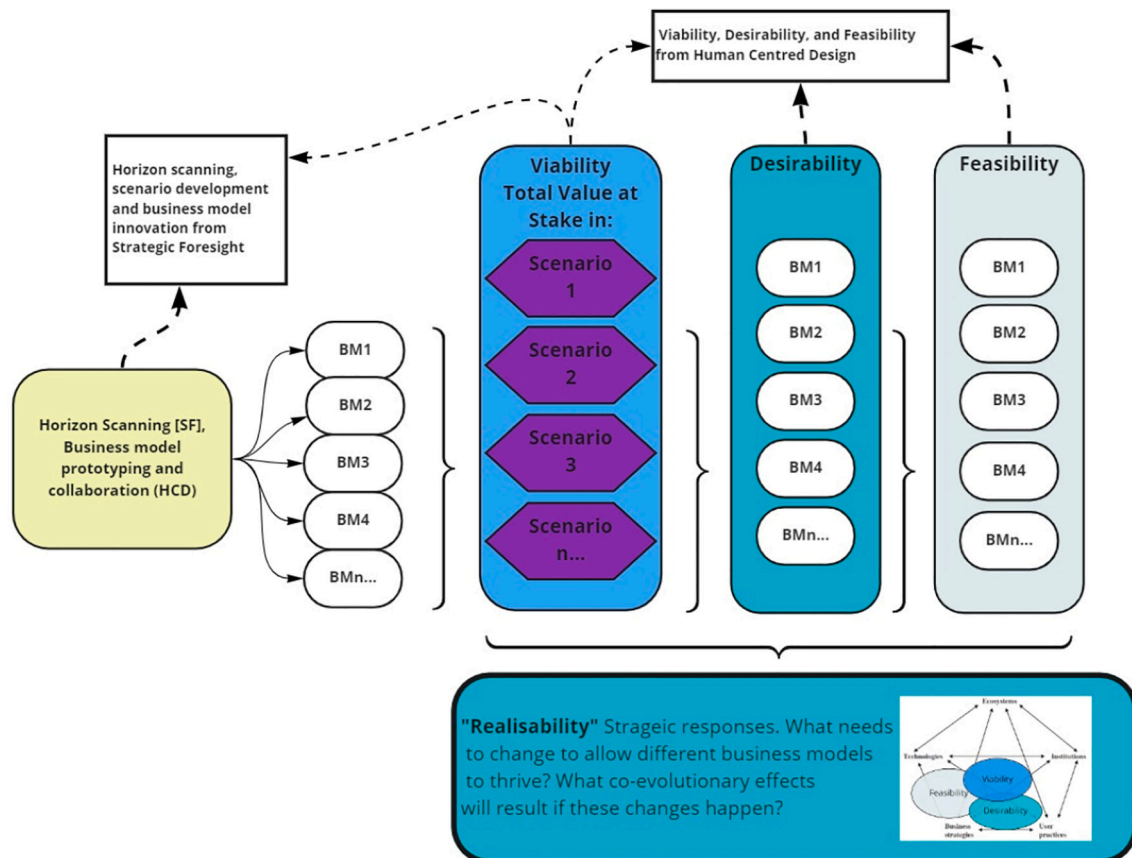 Viability, Desirability, and Feasibility
from Human Centred Design
Horizon scanning,
scenario development
and business model
innovation from
Strategic Foresight
Horizon Scanning [SF],
Business model
prototyping and
collaboration (HCD)
BM1
BM2
BM3
BM4
BMn...
Viability
Total Value at
Stake in:
Scenario
1
Scenario
2
Scenario
3
Scenario
n...
Desirability
BM1
BM2
BM3
BM4
BMn...
Feasibility
BM1
BM2
BM3
BM4
BMn...
"Realisability" Strageic responses. What needs
to change to allow different business models
to thrive? What co-evolutionary effects
will result if these changes happen?
Ecosystems
Technologies
Institutions
Viability
Feasibility
Desirability
Business
strategies
User
practices